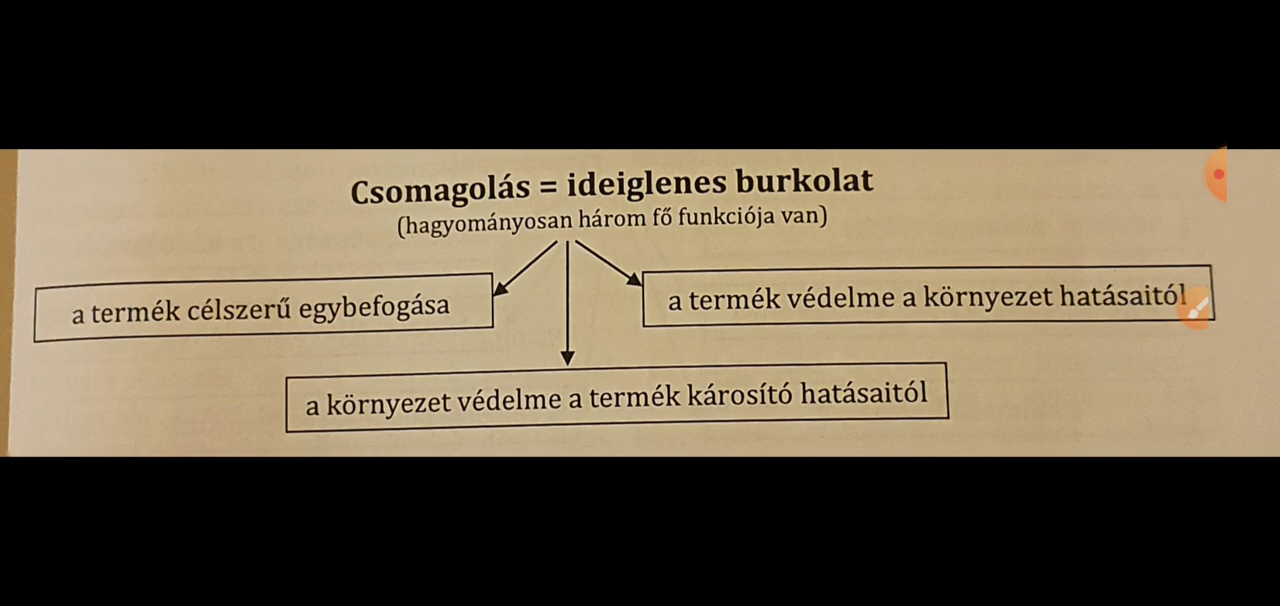 Csomagolás = ideiglenes burkolat
(hagyományosan három fő funkciója van)
a termék célszerű egybefogása
a termék védelme a környezet hatásaitól
a környezet védelme a termék károsító hatásaitól